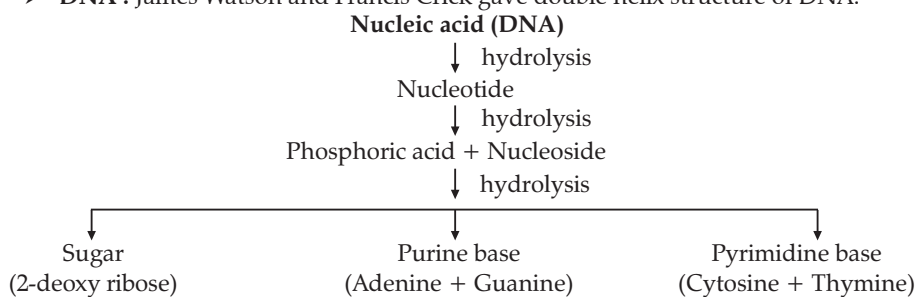 ➢ DNA : James Watson and Francis Crick gave double helix structure of DNA.
Nucleic acid (DNA)
hydrolysis
Nucleotide
hydrolysis
Phosphoric acid + Nucleoside
hydrolysis
Sugar Purine base Pyrimidine base
(2-deoxy ribose) (Adenine + Guanine) (Cytosine + Thymine)